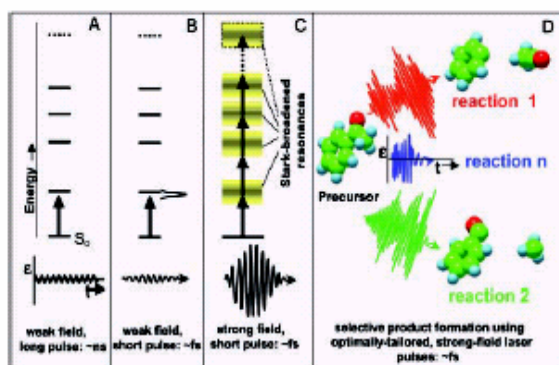 A
B
C
D
Energy
S₀
ε
t
weak field,
long pulse: ~ns
weak field,
short pulse: ~fs
Stark-broadened
resonances
strong field,
short pulse: ~fs
reaction 1
ε
t
reaction n
Precursor
reaction 2
selective product formation using
optimally-tailored, strong-field laser
pulses: ~fs